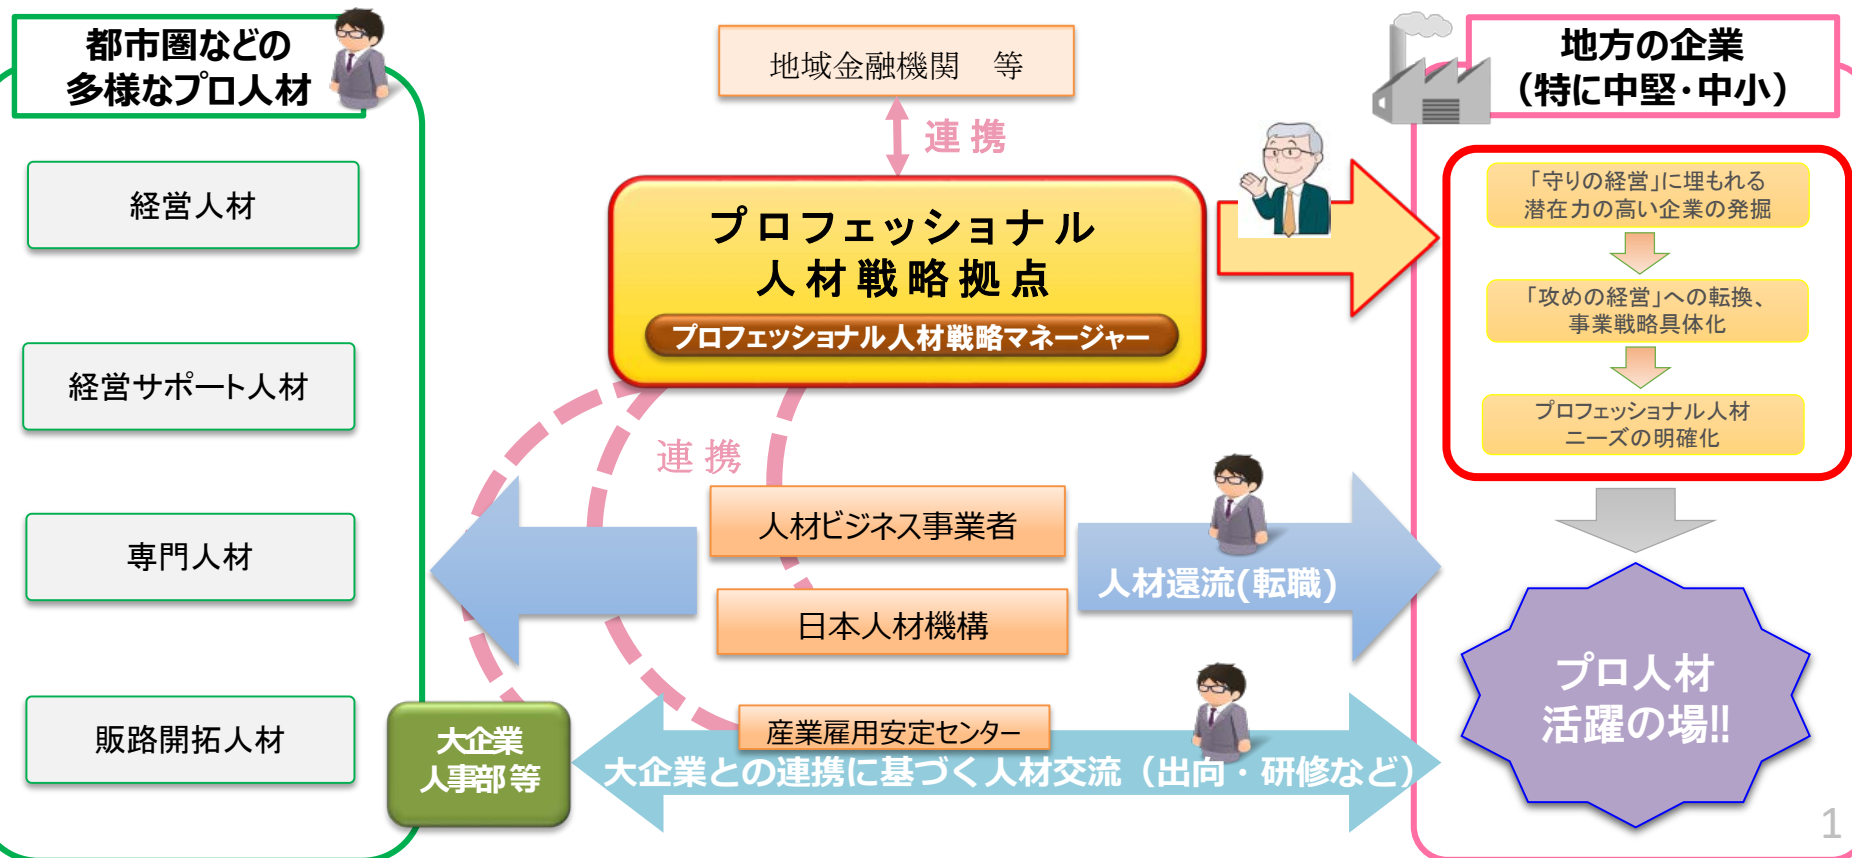 都市圏などの
多様なプロ人材
経営人材
経営サポート人材
専門人材
販路開拓人材
大企業
人事部等
地域金融機関　等
連携
プロフェッショナル
人材戦略拠点
プロフェッショナル人材戦略マネージャー
連携
人材ビジネス事業者
日本人材機構
人材還流(転職)
産業雇用安定センター
大企業との連携に基づく人材交流（出向・研修など）
地方の企業
（特に中堅・中小）
「守りの経営」に埋もれる
潜在力の高い企業の発掘
「攻めの経営」への転換、
事業戦略具体化
プロフェッショナル人材
ニーズの明確化
プロ人材
活躍の場!!
1